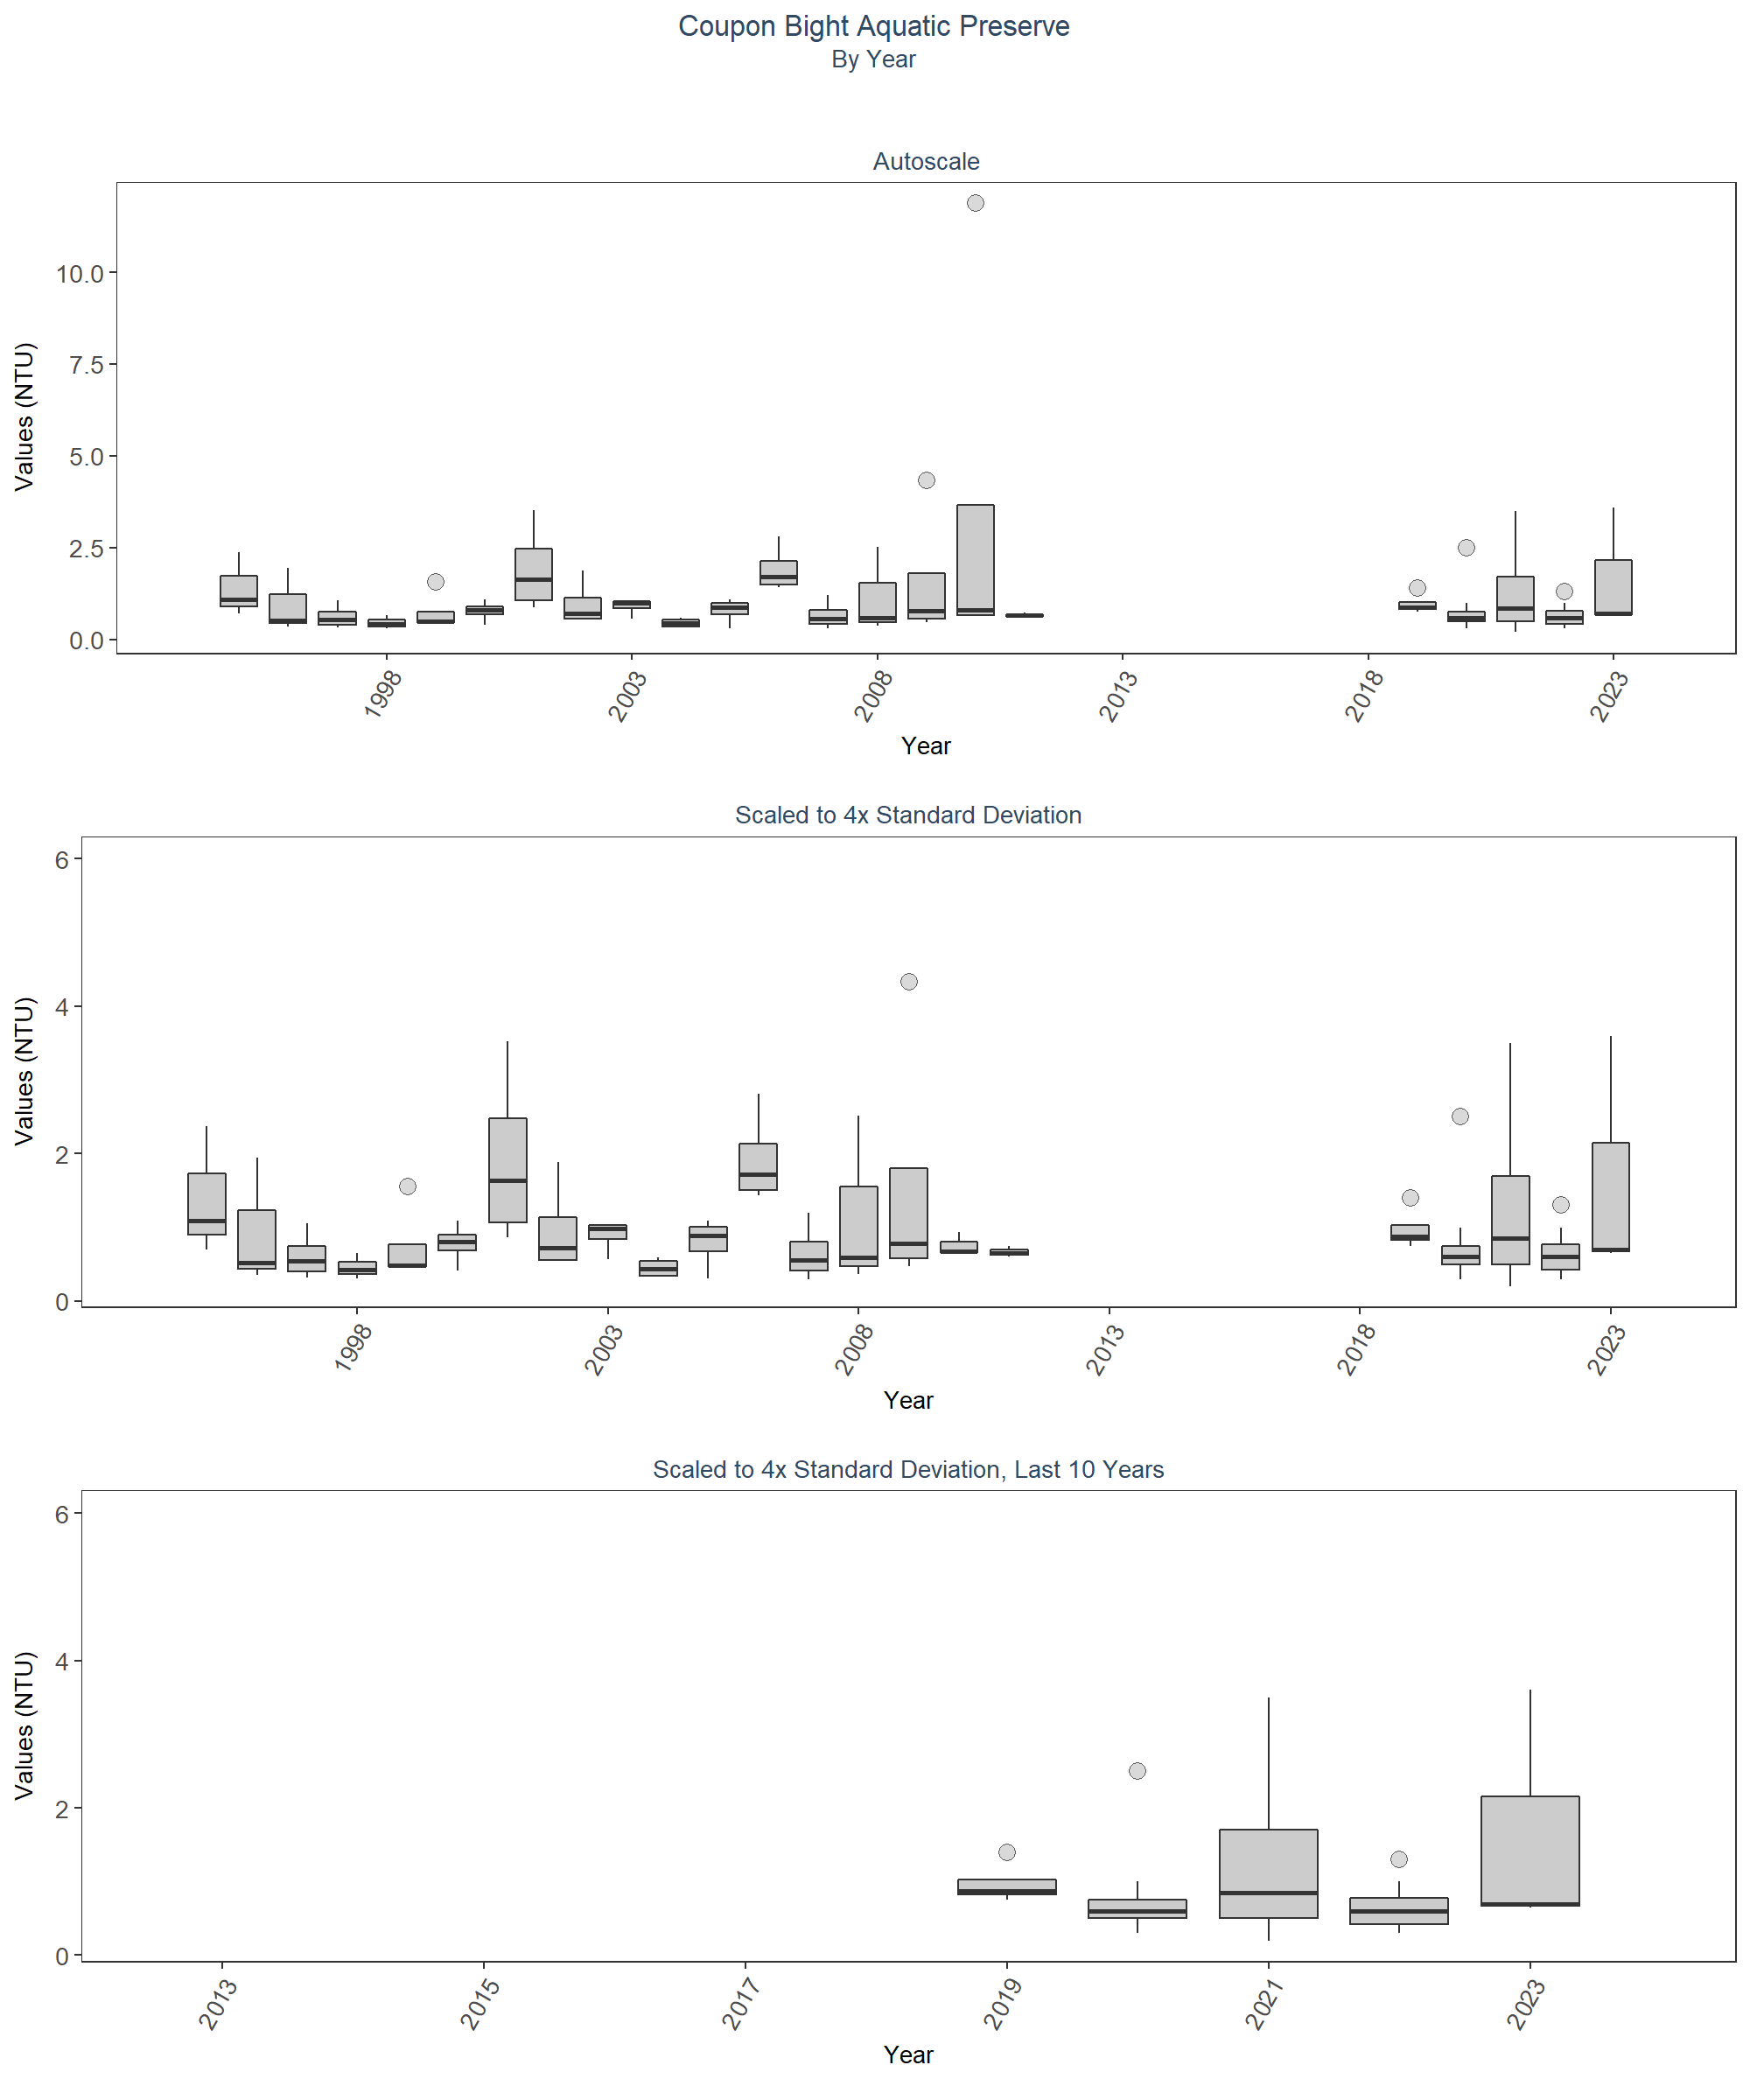 Coupon Bight Aquatic Preserve
By Year
Autoscale
Values (NTU)
10.0
7.5
5.0
2.5
0.0
1998 2003 2008 2013 2018 2023
Year
Scaled to 4x Standard Deviation
Values (NTU)
6
4
2
0
1998 2003 2008 2013 2018 2023
Year
Scaled to 4x Standard Deviation, Last 10 Years
Values (NTU)
6
4
2
0
2013 2015 2017 2019 2021 2023
Year